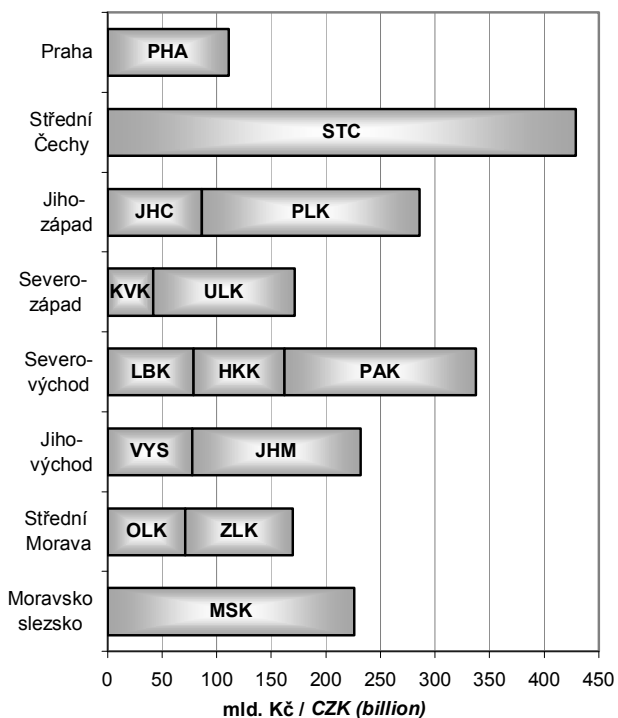 Praha
PHA
Střední
Čechy
STC
Jiho-
západ
JHC PLK
Severo-
západ
KVK ULK
Severo-
východ
LBK HKK PAK
Jiho-
východ
VYS JHM
Střední
Morava
OLK ZLK
Moravsko
slezsko
MSK
0 50 100 150 200 250 300 350 400 450
mld. Kč / CZK (billion)